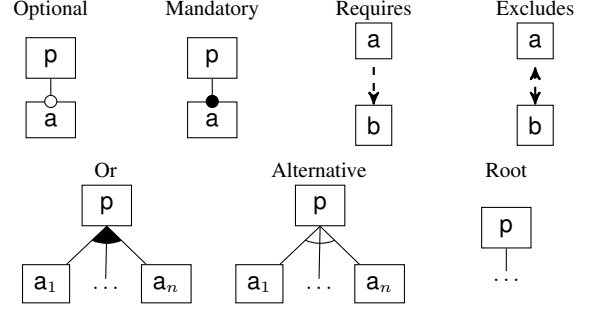 Optional Mandatory Requires Excludes
p p a a
a a b b
Or Alternative Root
p p p
a₁ ... aₙ a₁ ... aₙ ...